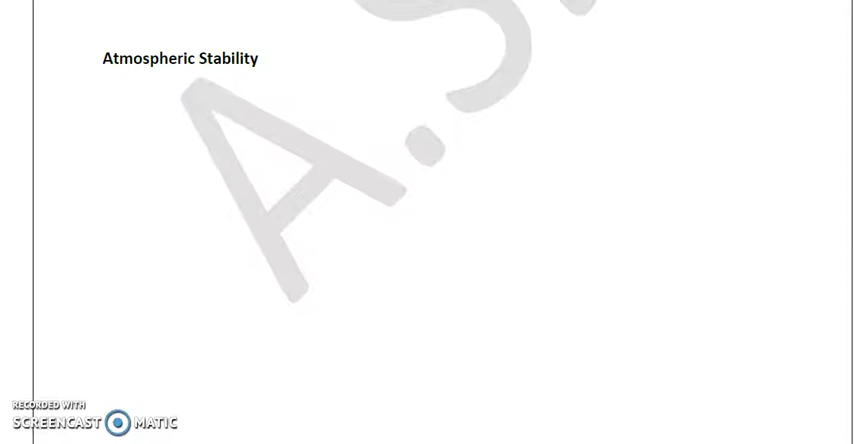 Atmospheric Stability
A.S.
RECORDED WITH
SCREENCAST MATIC